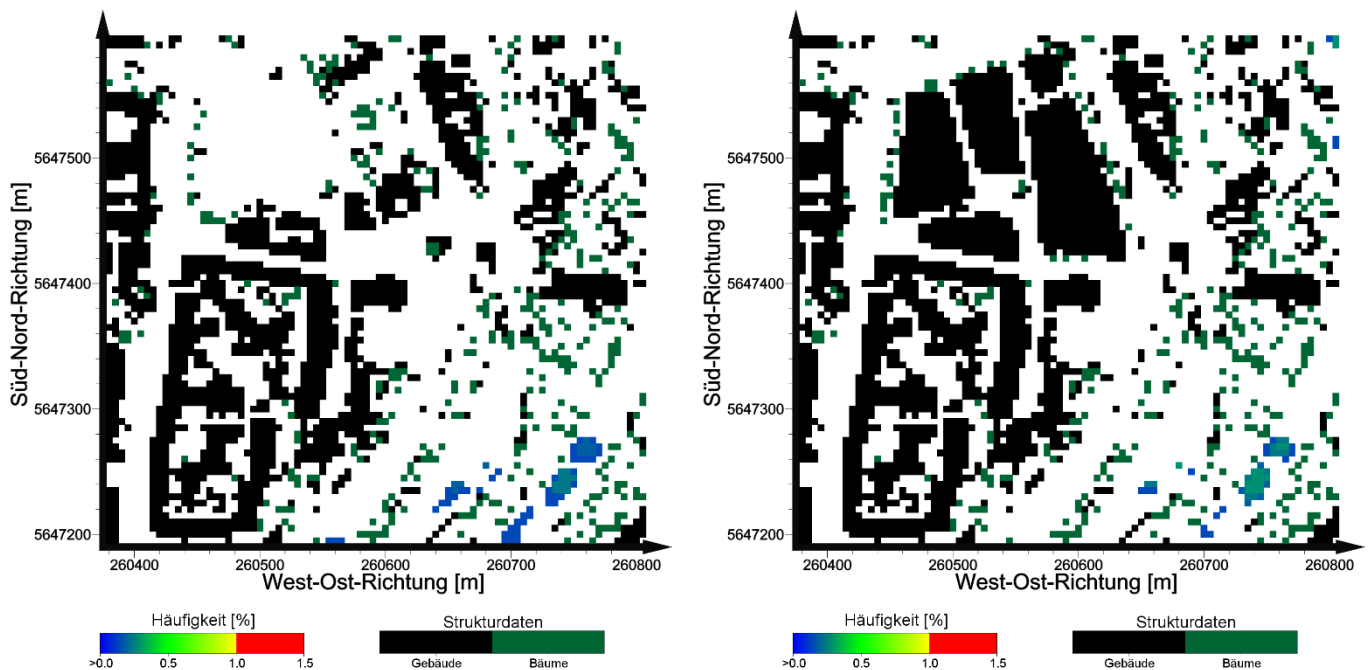 Süd-Nord-Richtung [m]
5647500
5647400
5647300
5647200
260400 260500 260600 260700 260800
West-Ost-Richtung [m]
Häufigkeit [%]
>0.0 0.5 1.0 1.5
Strukturdaten
Gebäude Bäume
Süd-Nord-Richtung [m]
5647500
5647400
5647300
5647200
260400 260500 260600 260700 260800
West-Ost-Richtung [m]
Häufigkeit [%]
>0.0 0.5 1.0 1.5
Strukturdaten
Gebäude Bäume